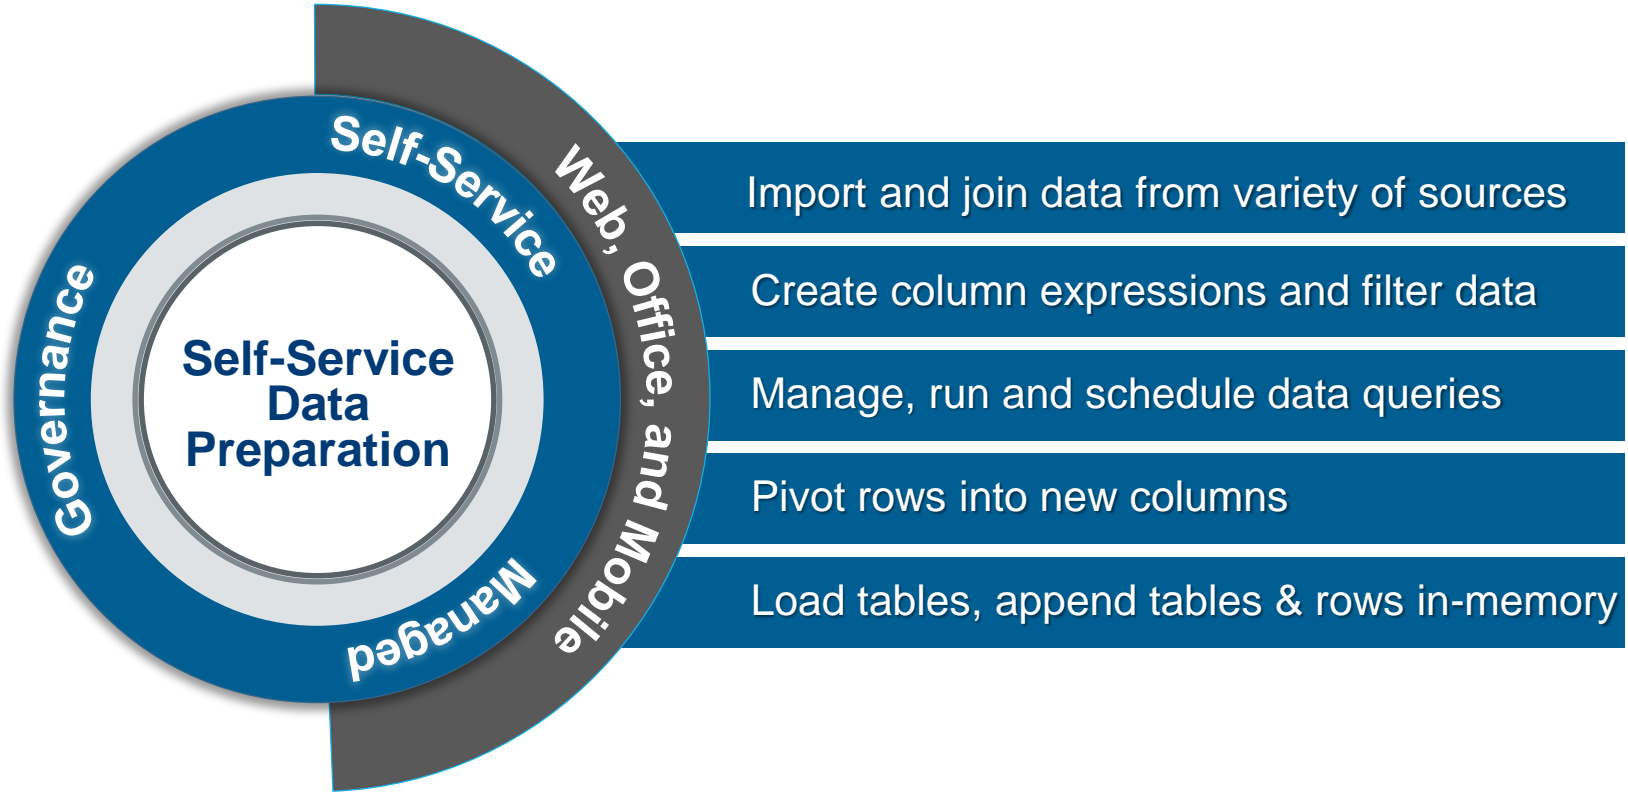 Self-Service
Data
Preparation
Self-Service
Managed
Governance
Web, Office, and Mobile
Import and join data from variety of sources
Create column expressions and filter data
Manage, run and schedule data queries
Pivot rows into new columns
Load tables, append tables & rows in-memory